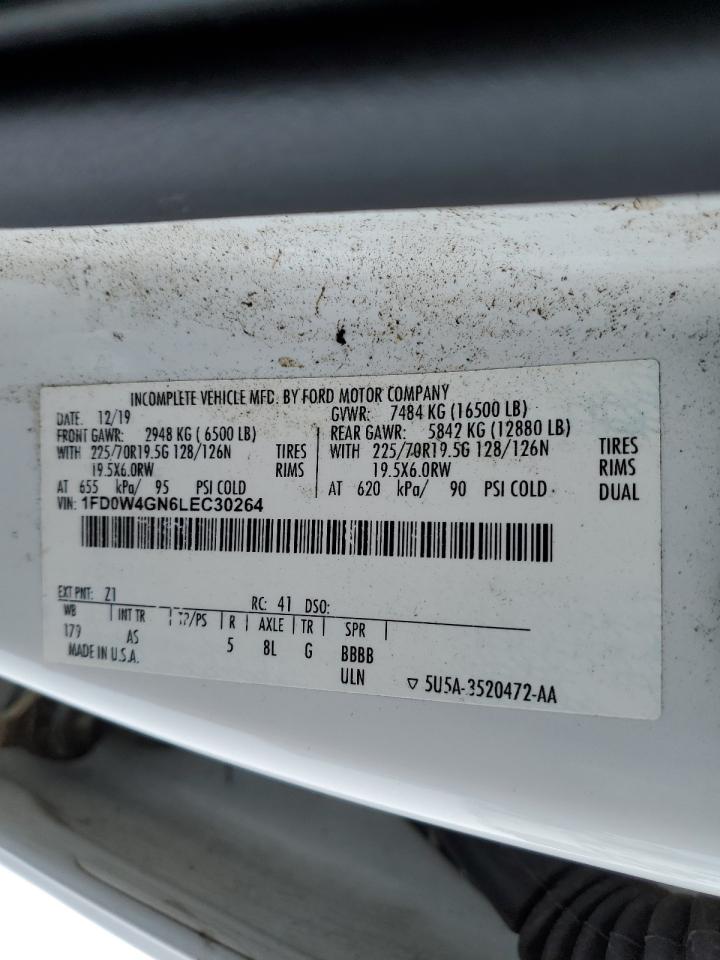 INCOMPLETE VEHICLE MFD. BY FORD MOTOR COMPANY
DATE: 12/19 GVWR: 7484 KG (16500 LB)
FRONT GAWR: 2948 KG ( 6500 LB) REAR GAWR: 5842 KG (12880 LB)
WITH 225/70R19.5G 128/126N TIRES WITH 225/70R19.5G 128/126N TIRES
19.5X6.0RW RIMS 19.5X6.0RW RIMS
AT 655 kPa/ 95 PSI COLD AT 620 kPa/ 90 PSI COLD DUAL
VIN: 1FD0W4GN6LEC30264
EXT PNT: Z1 RC: 41 DSO:
WB | INT TR | TP/PS | R | AXLE | TR | SPR |
179 AS 5 8L G BBBB
MADE IN U.S.A. ULN ▽ 5U5A-3520472-AA